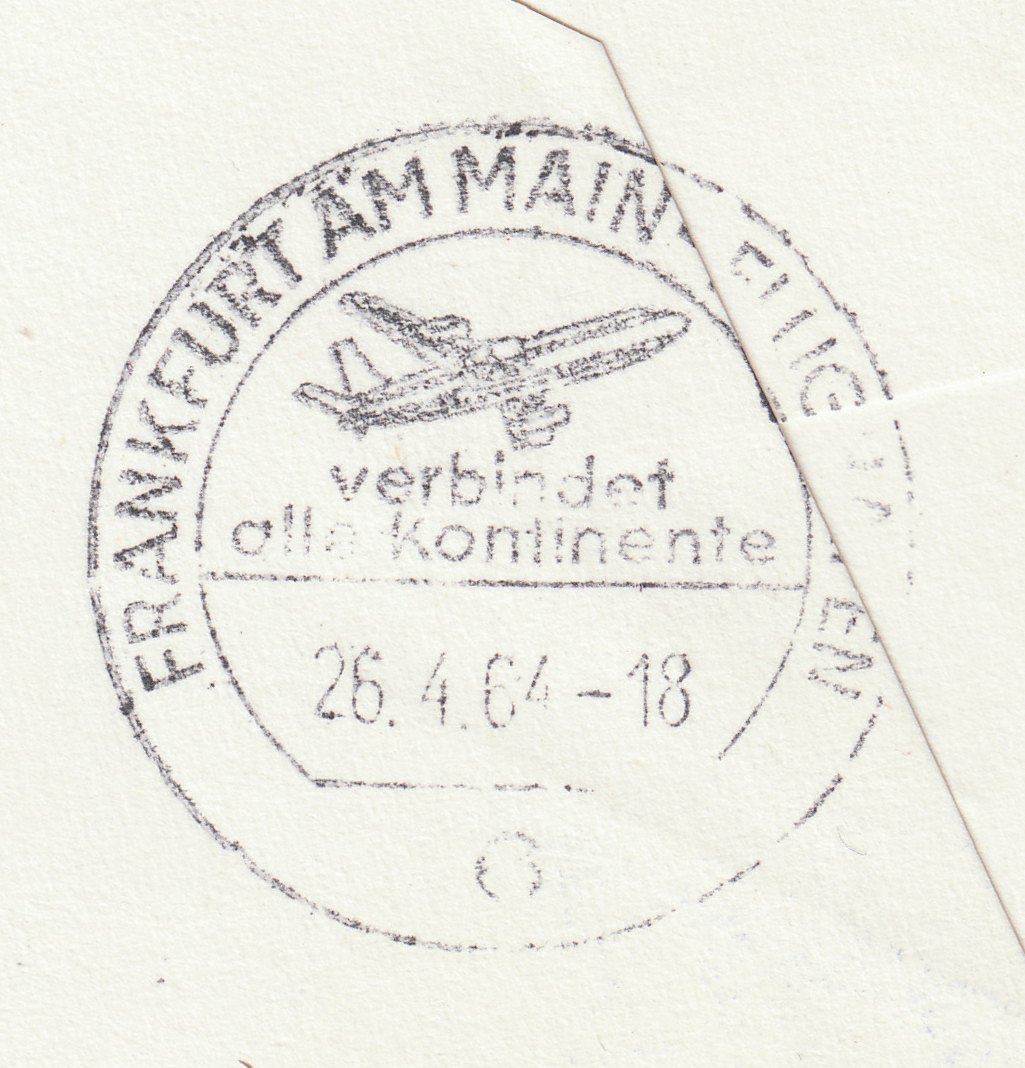 FRANKFURT AM MAIN
verbindet
alle Kontinente
26. 4. 64 - 18